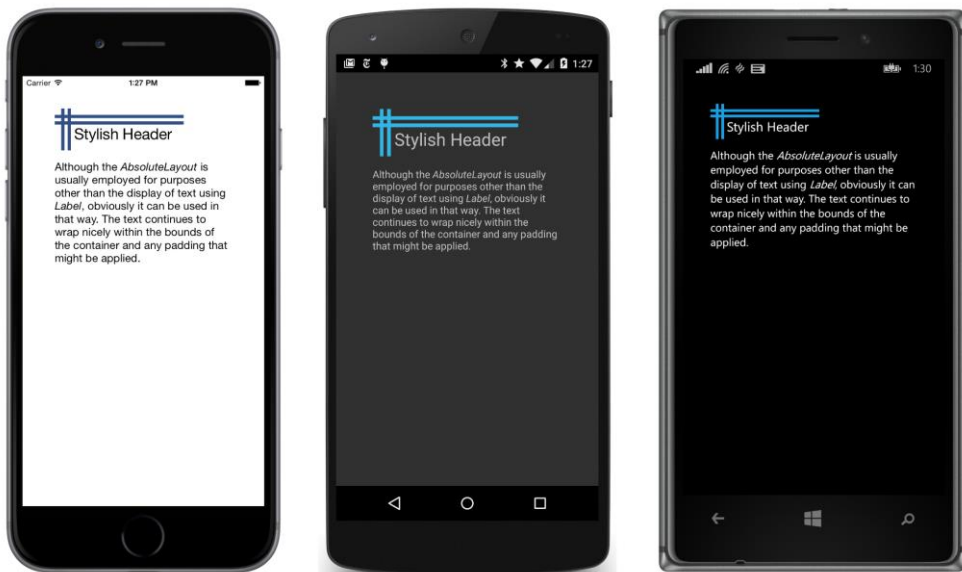 Carrier 1:27 PM
Stylish Header
Although the AbsoluteLayout is
usually employed for purposes
other than the display of text using
Label, obviously it can be used in
that way. The text continues to
wrap nicely within the bounds of
the container and any padding that
might be applied.
1:27
Stylish Header
Although the AbsoluteLayout is usually
employed for purposes other than the
display of text using Label, obviously it
can be used in that way. The text
continues to wrap nicely within the
bounds of the container and any padding
that might be applied.
1:30
Stylish Header
Although the AbsoluteLayout is usually
employed for purposes other than the
display of text using Label, obviously it can
be used in that way. The text continues to
wrap nicely within the bounds of the
container and any padding that might be
applied.